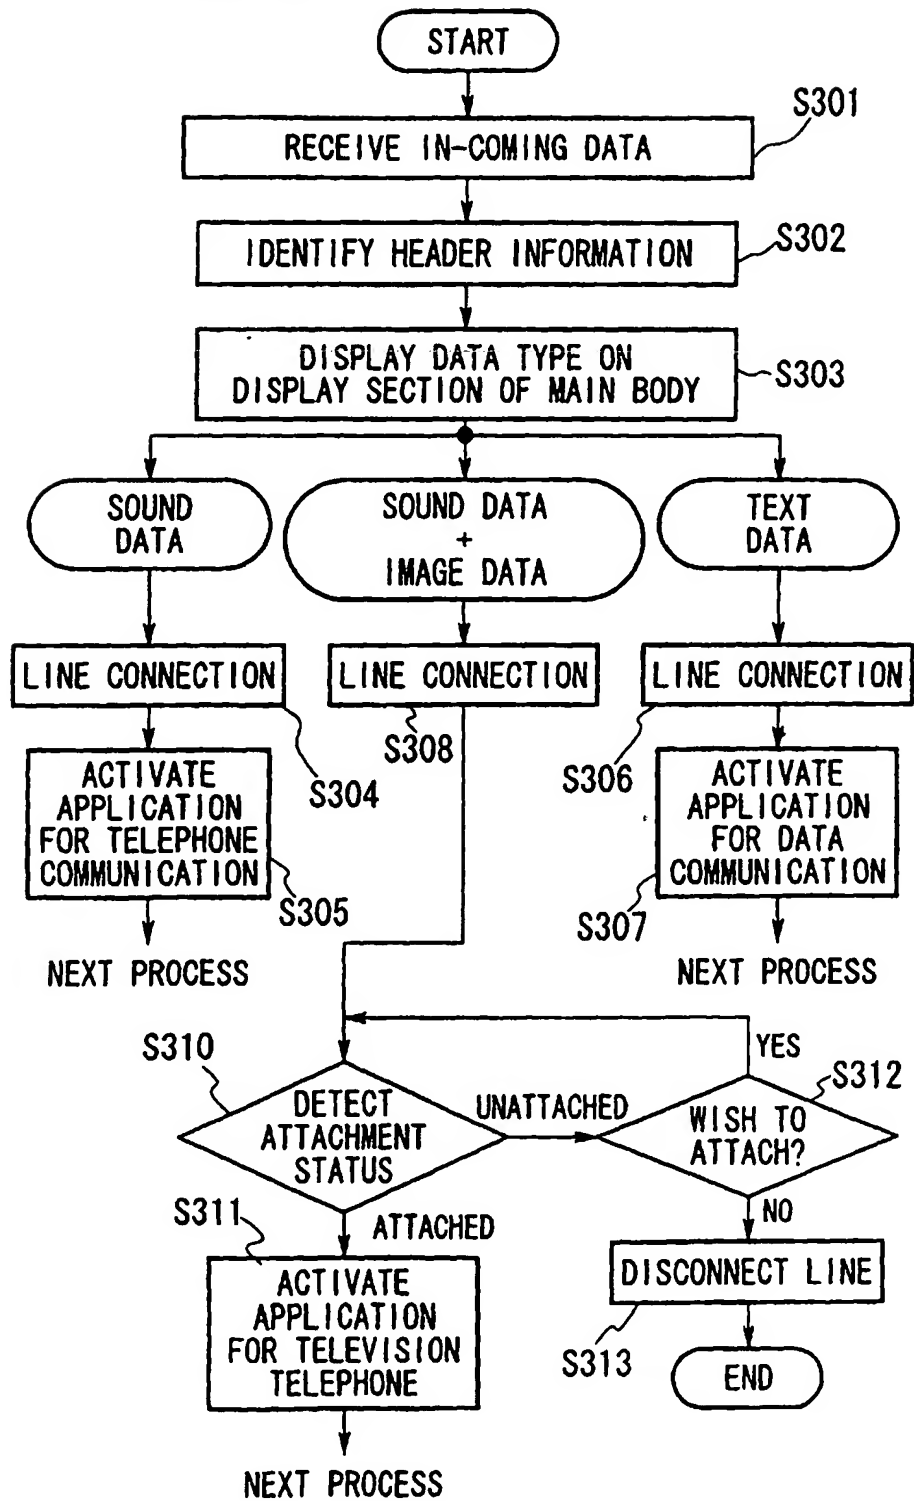 START
S301
RECEIVE IN-COMING DATA
S302
IDENTIFY HEADER INFORMATION
DISPLAY DATA TYPE ON
DISPLAY SECTION OF MAIN BODY
S303
SOUND
DATA
SOUND DATA
+
IMAGE DATA
TEXT
DATA
LINE CONNECTION
LINE CONNECTION
LINE CONNECTION
S304
S308
S306
ACTIVATE
APPLICATION
FOR TELEPHONE
COMMUNICATION
S305
ACTIVATE
APPLICATION
FOR DATA
COMMUNICATION
S307
NEXT PROCESS
NEXT PROCESS
S310
DETECT
ATTACHMENT
STATUS
UNATTACHED
YES
S312
WISH TO
ATTACH?
S311
ATTACHED
NO
ACTIVATE
APPLICATION
FOR TELEVISION
TELEPHONE
DISCONNECT LINE
S313
END
NEXT PROCESS